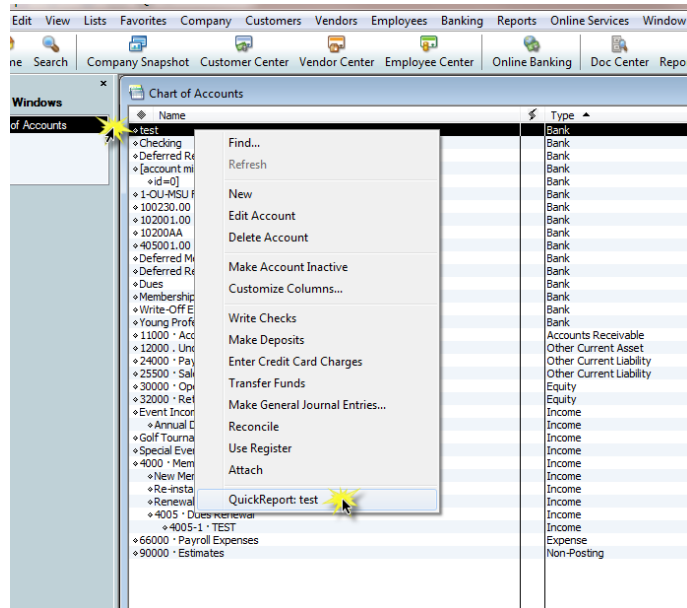 Edit View Lists Favorites Company Customers Vendors Employees Banking Reports Online Services Window
me Search Company Snapshot Customer Center Vendor Center Employee Center Online Banking Doc Center Repo
Windows
of Accounts
Chart of Accounts
Name Type
test Bank
Checking Bank
Deferred Re Bank
[account mi Bank
id=0] Bank
1-OU-MSU F Bank
100230.00 Bank
102001.00 Bank
10200AA Bank
405001.00 Bank
Deferred Me Bank
Deferred Re Bank
Dues Bank
Membership Bank
Write-Off E Bank
Young Profe Bank
11000 · Acc Accounts Receivable
12000 . Und Other Current Asset
24000 · Pay Other Current Liability
25500 · Sale Other Current Liability
30000 · Ope Equity
32000 · Ret Equity
Event Incom Income
Annual D Income
Golf Tourna Income
Special Ever Income
4000 · Mem Income
New Mem Income
Re-insta Income
Renewal Income
4005 · Dues Renewal Income
4005-1 · TEST Income
66000 · Payroll Expenses Expense
90000 · Estimates Non-Posting
Find...
Refresh
New
Edit Account
Delete Account
Make Account Inactive
Customize Columns...
Write Checks
Make Deposits
Enter Credit Card Charges
Transfer Funds
Make General Journal Entries...
Reconcile
Use Register
Attach
QuickReport: test